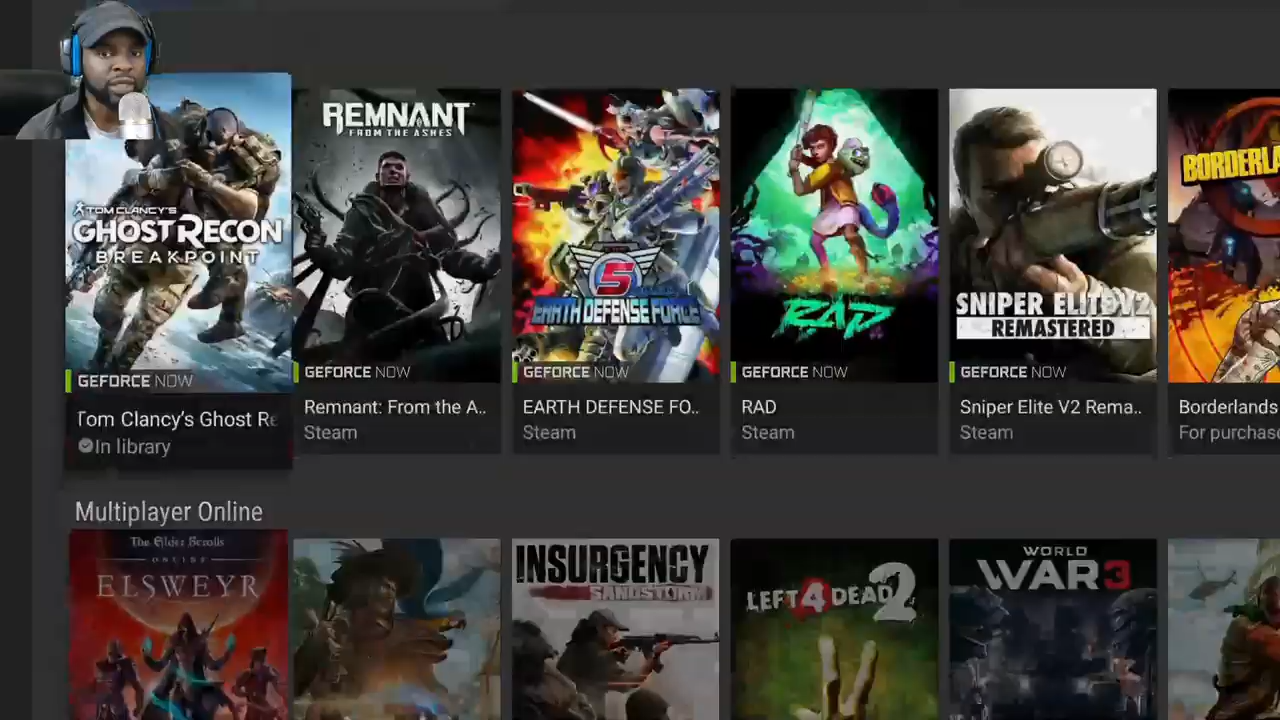 TOM CLANCY'S
GHOST RECON
BREAKPOINT
GEFORCE NOW
Tom Clancy's Ghost Re
In library
REMNANT
FROM THE ASHES
GEFORCE NOW
Remnant: From the A..
Steam
5
EARTH DEFENSE FORCE
GEFORCE NOW
EARTH DEFENSE FO..
Steam
RAD
GEFORCE NOW
RAD
Steam
SNIPER ELITE V2
REMASTERED
GEFORCE NOW
Sniper Elite V2 Rema..
Steam
BORDERLA
Borderlands
For purchase
Multiplayer Online
The Elder Scrolls
ONLINE
ELSWEYR
INSURGENCY
SANDSTORM
LEFT 4 DEAD 2
WORLD
WAR 3